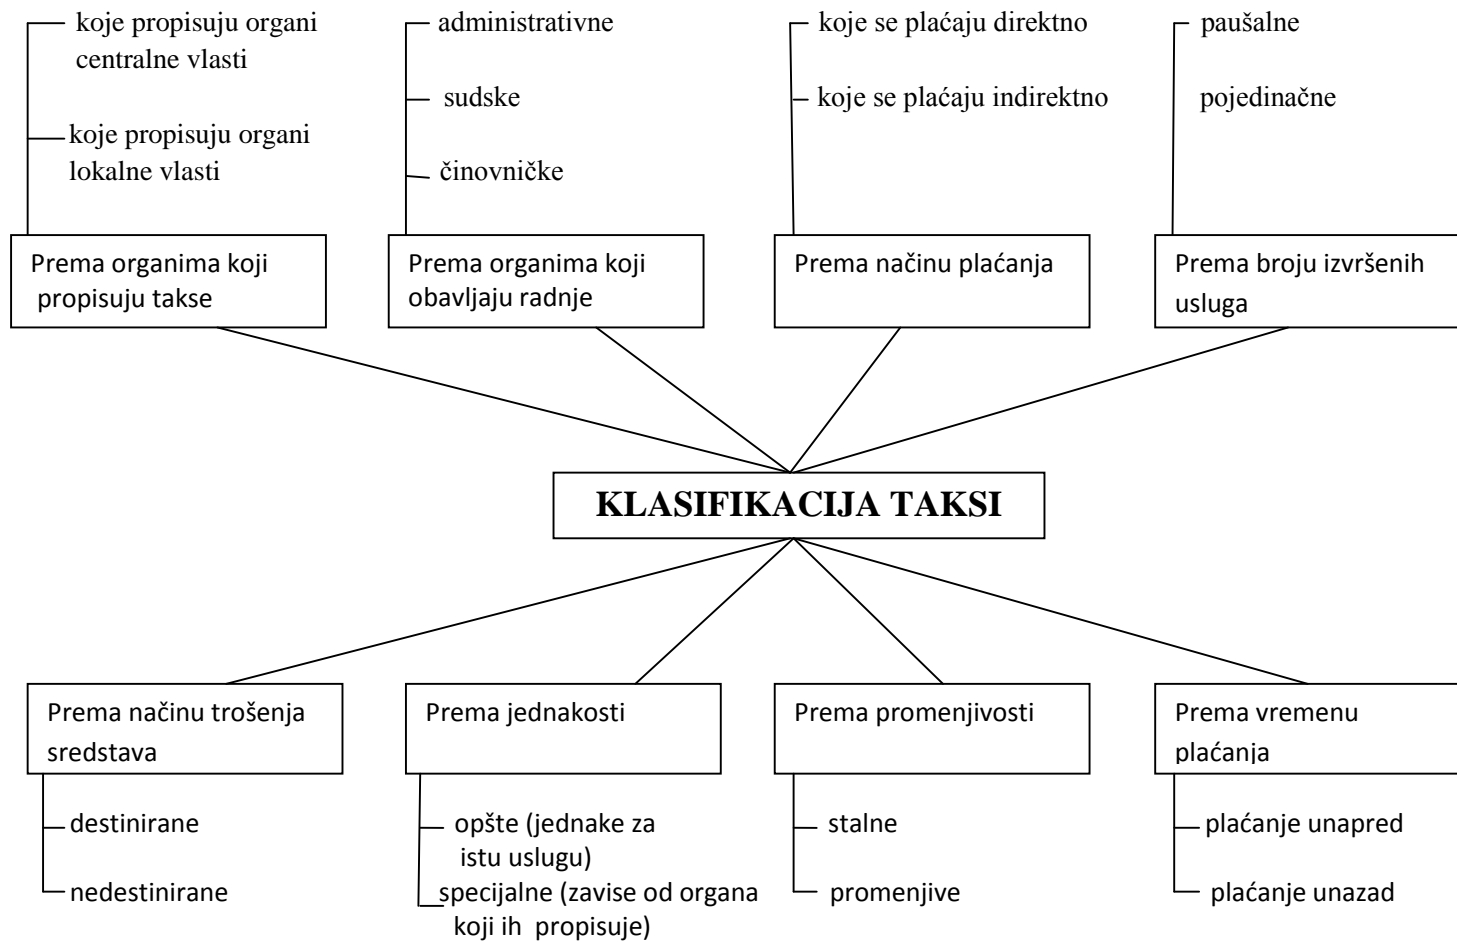 koje propisuju organi
centralne vlasti
koje propisuju organi
lokalne vlasti
administrativne
sudske
činovničke
koje se plaćaju direktno
koje se plaćaju indirektno
paušalne
pojedinačne
Prema organima koji
propisuju takse
Prema organima koji
obavljaju radnje
Prema načinu plaćanja
Prema broju izvršenih
usluga
KLASIFIKACIJA TAKSI
Prema načinu trošenja
sredstava
Prema jednakosti
Prema promenjivosti
Prema vremenu
plaćanja
destinirane
nedestinirane
opšte (jednake za
istu uslugu)
specijalne (zavise od organa
koji ih propisuje)
stalne
promenjive
plaćanje unapred
plaćanje unazad